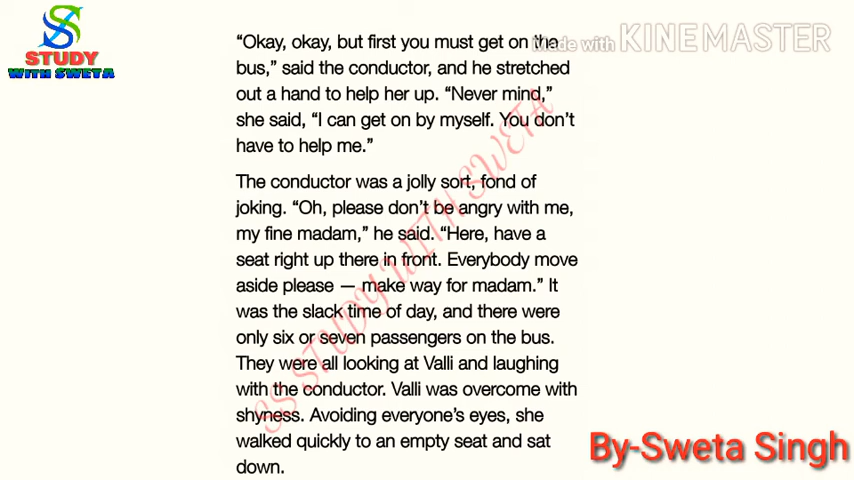 STUDY
WITH SWETA
Made with KINEMASTER
"Okay, okay, but first you must get on the
bus," said the conductor, and he stretched
out a hand to help her up. "Never mind,"
she said, "I can get on by myself. You don't
have to help me."
The conductor was a jolly sort, fond of
joking. "Oh, please don't be angry with me,
my fine madam," he said. "Here, have a
seat right up there in front. Everybody move
aside please — make way for madam." It
was the slack time of day, and there were
only six or seven passengers on the bus.
They were all looking at Valli and laughing
with the conductor. Valli was overcome with
shyness. Avoiding everyone's eyes, she
walked quickly to an empty seat and sat
down.
SS STUDY WITH SWETA
By-Sweta Singh